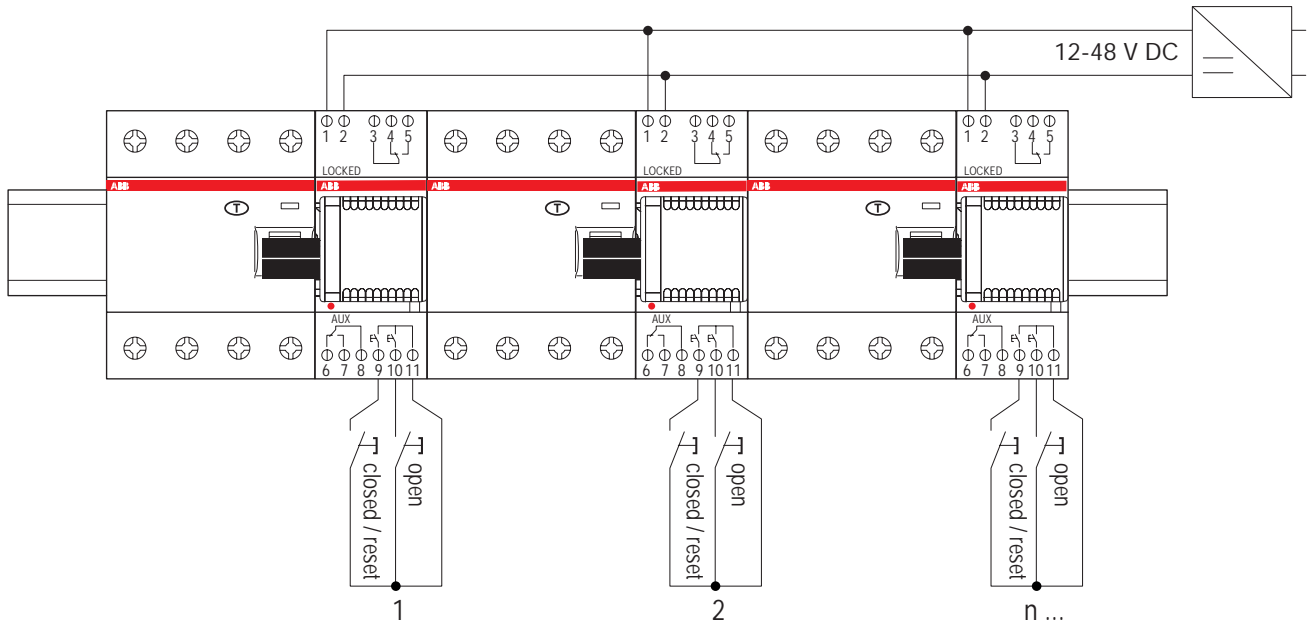 12-48 V DC
1 2 3 4 5 1 2 3 4 5 1 2 3 4 5
LOCKED LOCKED LOCKED
ABB ABB ABB ABB ABB ABB
T T T
AUX AUX AUX
6 7 8 9 10 11 6 7 8 9 10 11 6 7 8 9 10 11
closed / reset open closed / reset open closed / reset open
1 2 n ...